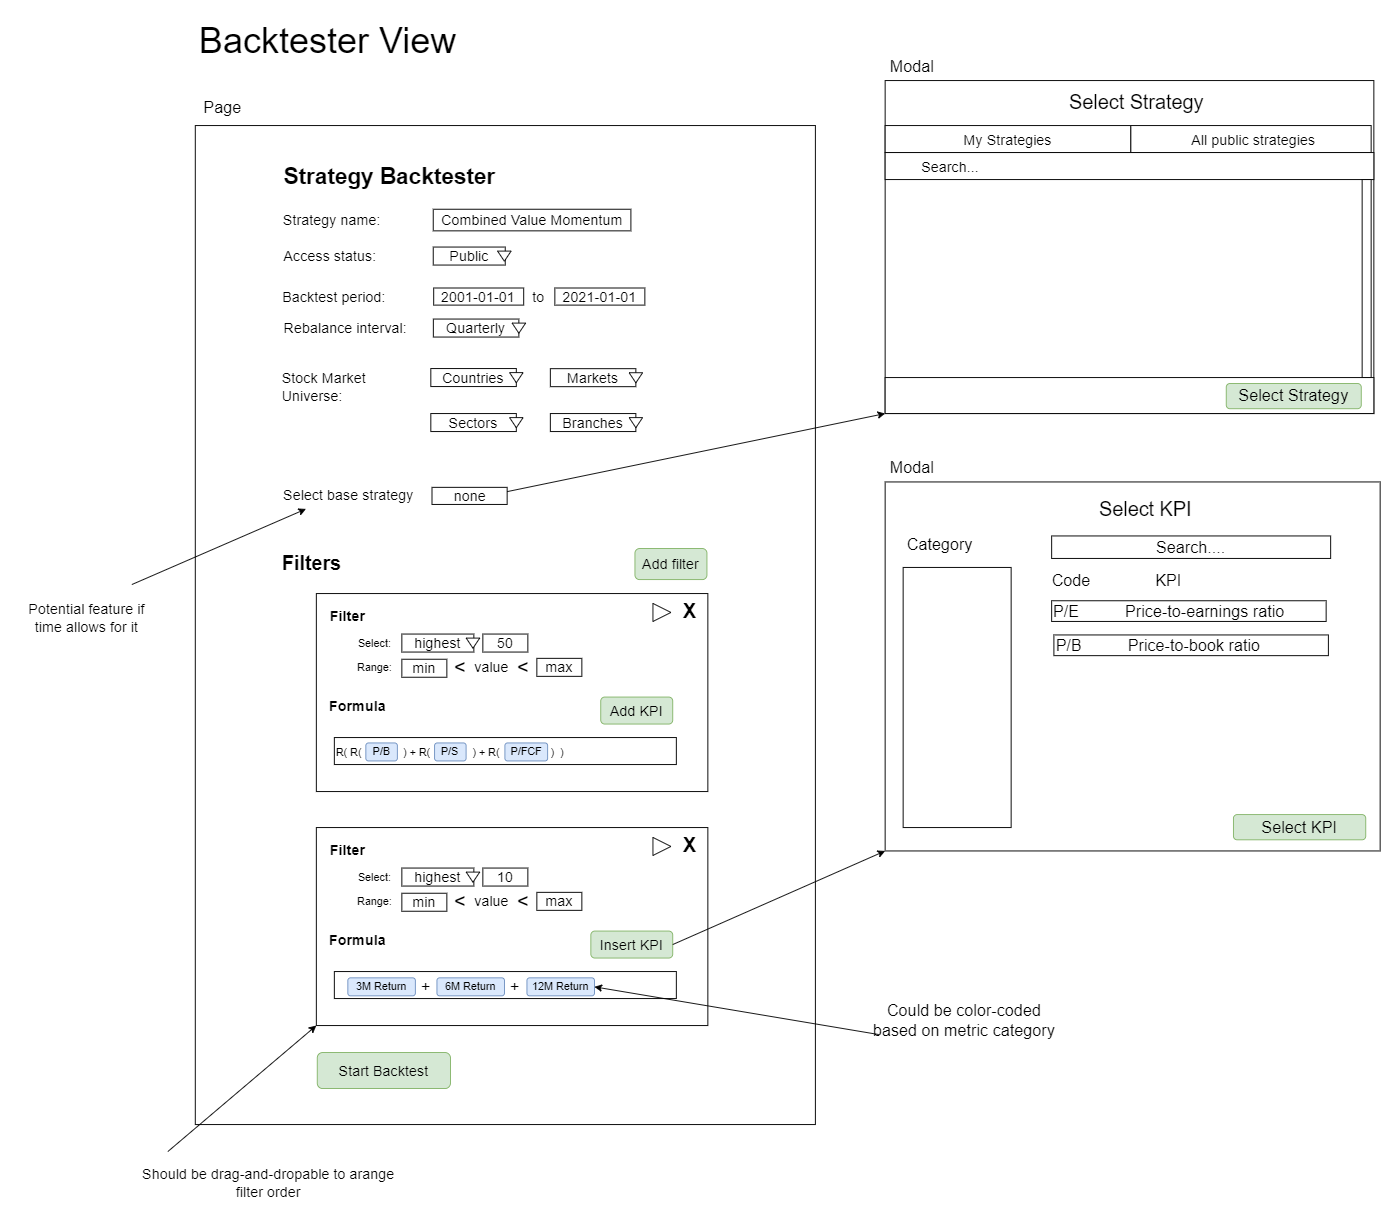 Backtester View
Page
Strategy Backtester
Strategy name: Combined Value Momentum
Access status: Public
Backtest period: 2001-01-01 to 2021-01-01
Rebalance interval: Quarterly
Stock Market
Universe:
Countries Markets
Sectors Branches
Select base strategy none
Potential feature if
time allows for it
Filters Add filter
Filter X
Select: highest 50
Range: min < value < max
Formula Add KPI
R( R( P/B ) + R( P/S ) + R( P/FCF ) )
Filter X
Select: highest 10
Range: min < value < max
Formula Insert KPI
3M Return + 6M Return + 12M Return
Start Backtest
Should be drag-and-dropable to arange
filter order
Modal
Select Strategy
My Strategies All public strategies
Search...
Select Strategy
Modal
Select KPI
Category Search....
Code KPI
P/E Price-to-earnings ratio
P/B Price-to-book ratio
Select KPI
Could be color-coded
based on metric category